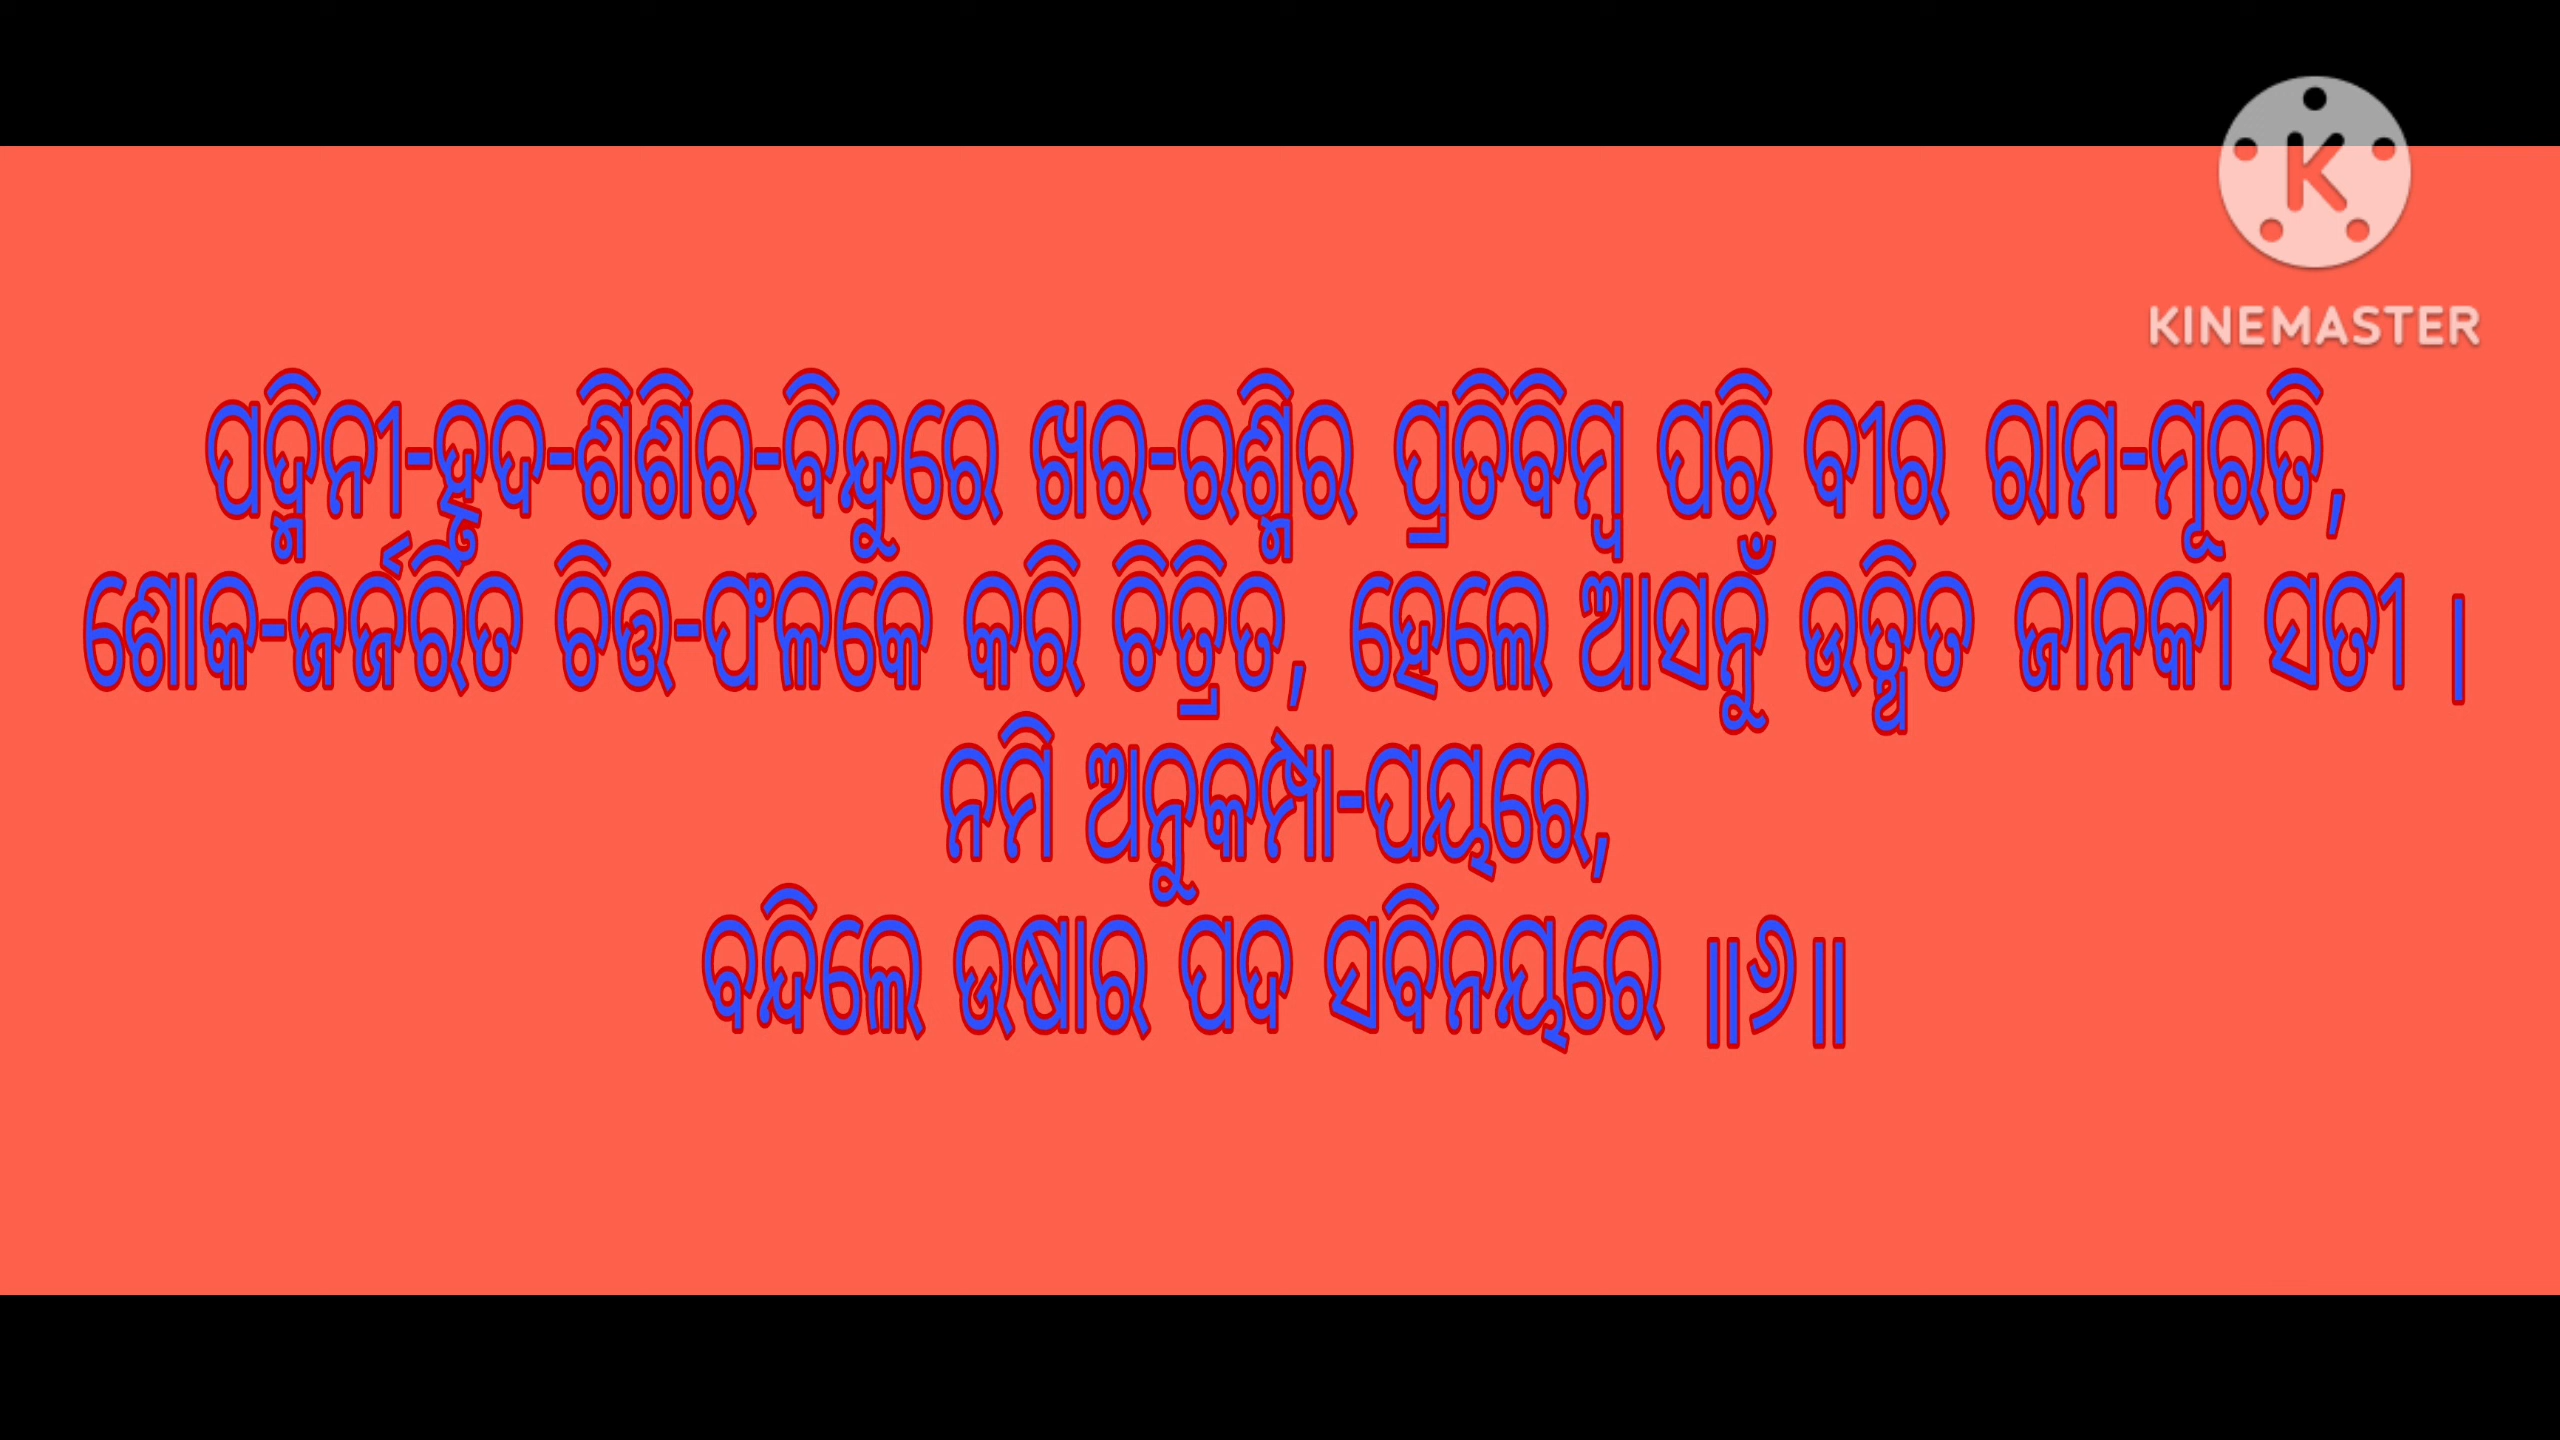 KINEMASTER
ପଦ୍ମିନୀ-ହୃଦ-ଶିଶିର-ବିନ୍ଦୁରେ ଖର-ରଶ୍ମିର ପ୍ରତିବିମ୍ବ ପରି ବୀର ରାମ-ମୂରତି,
ଶୋକ-ଜର୍ଜରିତ ଚିତ୍ତ-ଫଳକେ କରି ଚିତ୍ରିତ, ହେଲେ ଆସନୁଁ ଉତ୍ଥିତ ଜାନକୀ ସତୀ ।
ନମି ଅନୁକମ୍ପା-ପୟରେ,
ବନ୍ଦିଲେ ଉଷାର ପଦ ସବିନୟରେ ॥୬॥